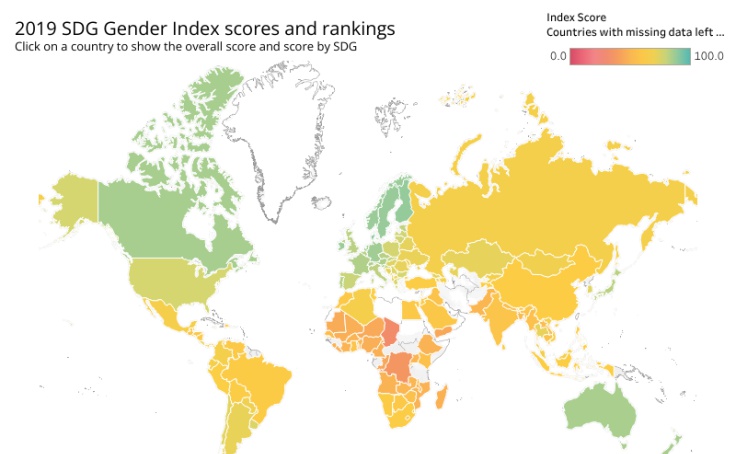 2019 SDG Gender Index scores and rankings
Click on a country to show the overall score and score by SDG
Index Score
Countries with missing data left ...
0.0 100.0